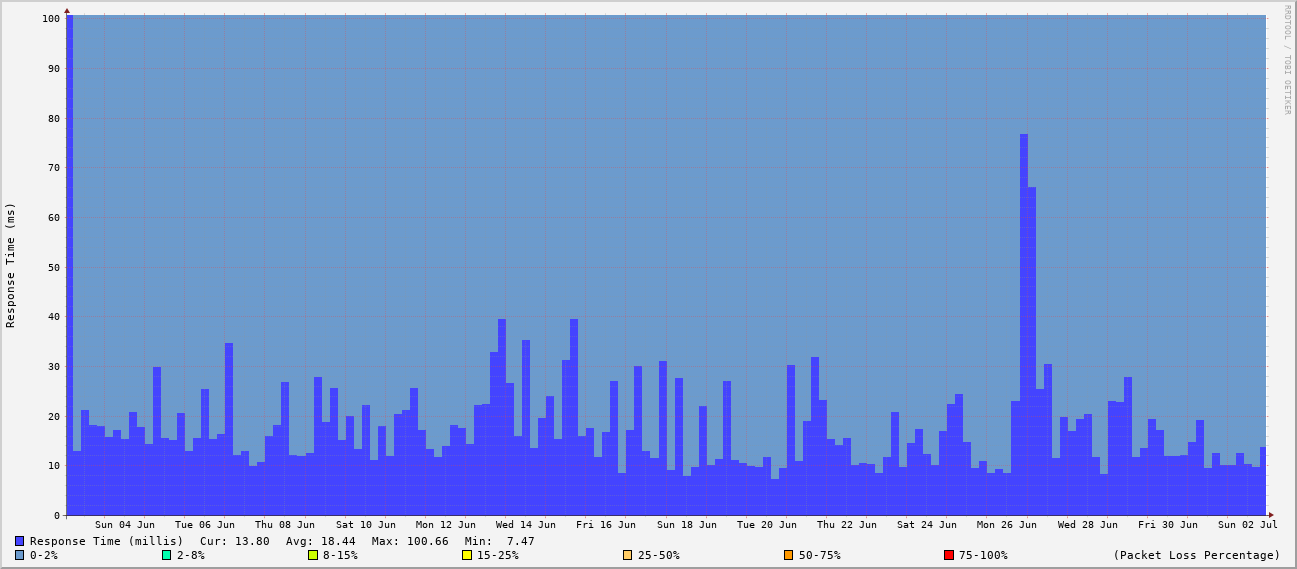 RRDTOOL / TOBI OETIKER
Response Time (ms)
100
90
80
70
60
50
40
30
20
10
0
Sun 04 Jun Tue 06 Jun Thu 08 Jun Sat 10 Jun Mon 12 Jun Wed 14 Jun Fri 16 Jun Sun 18 Jun Tue 20 Jun Thu 22 Jun Sat 24 Jun Mon 26 Jun Wed 28 Jun Fri 30 Jun Sun 02 Jul
Response Time (millis) Cur: 13.80 Avg: 18.44 Max: 100.66 Min: 7.47
0-2% 2-8% 8-15% 15-25% 25-50% 50-75% 75-100% (Packet Loss Percentage)